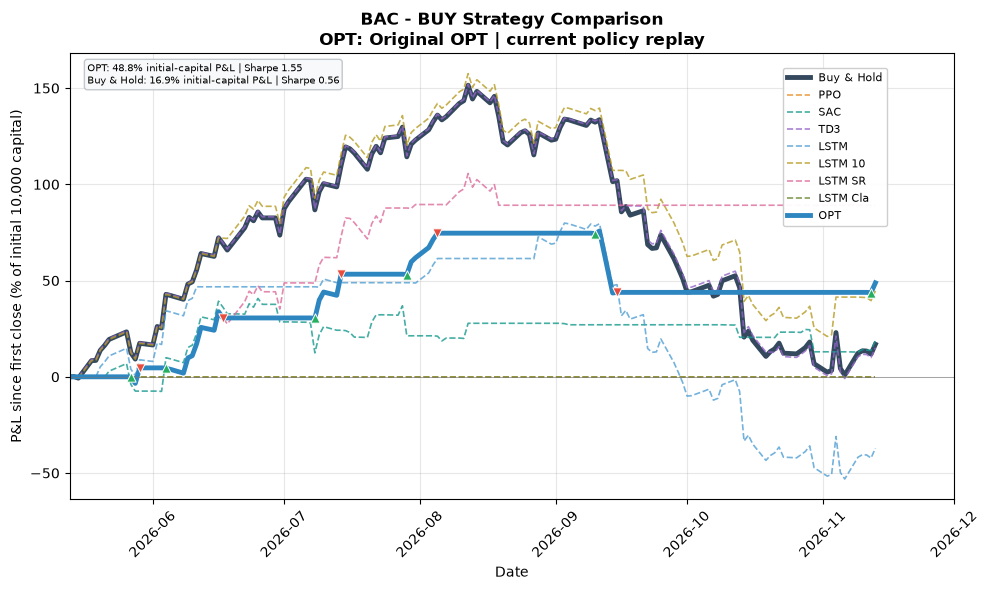 BAC - BUY Strategy Comparison
OPT: Original OPT | current policy replay
OPT: 48.8% initial-capital P&L | Sharpe 1.55
Buy & Hold: 16.9% initial-capital P&L | Sharpe 0.56
Buy & Hold
PPO
SAC
TD3
LSTM
LSTM 10
LSTM SR
LSTM Cla
OPT
P&L since first close (% of initial 10,000 capital)
150
100
50
0
−50
2026-06
2026-07
2026-08
2026-09
2026-10
2026-11
2026-12
Date